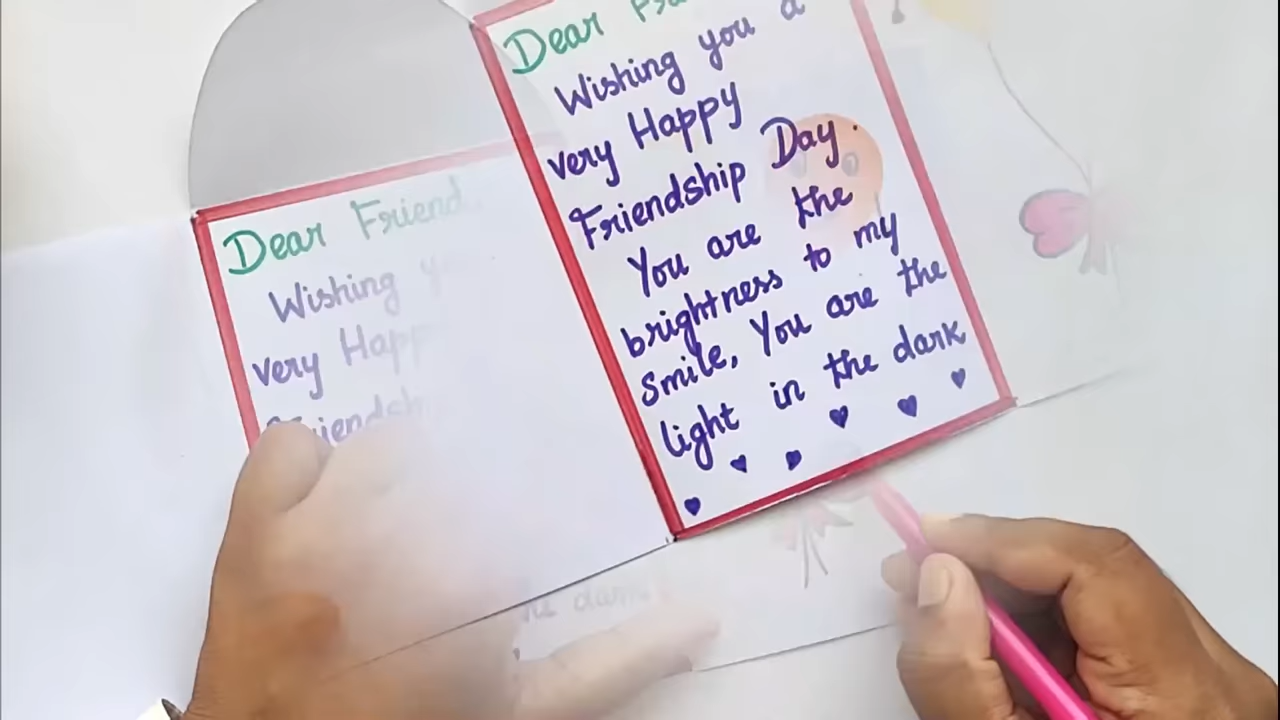 Dear Friend,
Wishing
very Happ
Friendsh
Dear
Wishing you a
very Happy
Friendship Day.
You are the
brightness to my
smile, You are the
light in the dark